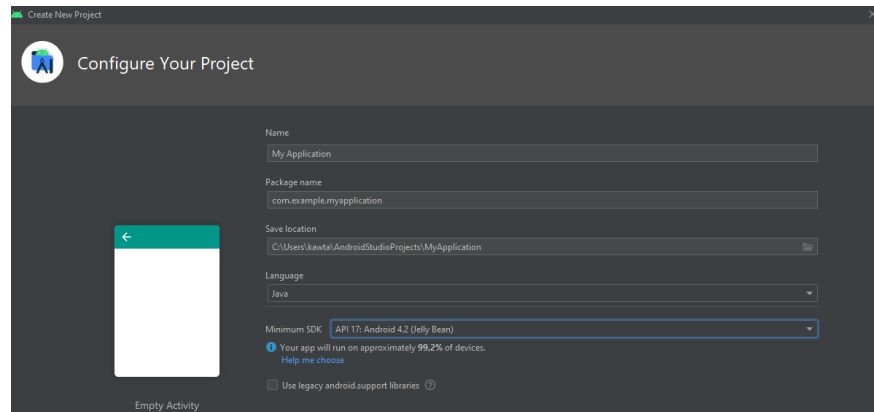 Create New Project
Configure Your Project
Name
My Application
Package name
com.example.myapplication
Save location
C:\Users\kawta\AndroidStudioProjects\MyApplication
Language
Java
Minimum SDK API 17: Android 4.2 (Jelly Bean)
Your app will run on approximately 99,2% of devices.
Help me choose
Use legacy android.support libraries
Empty Activity